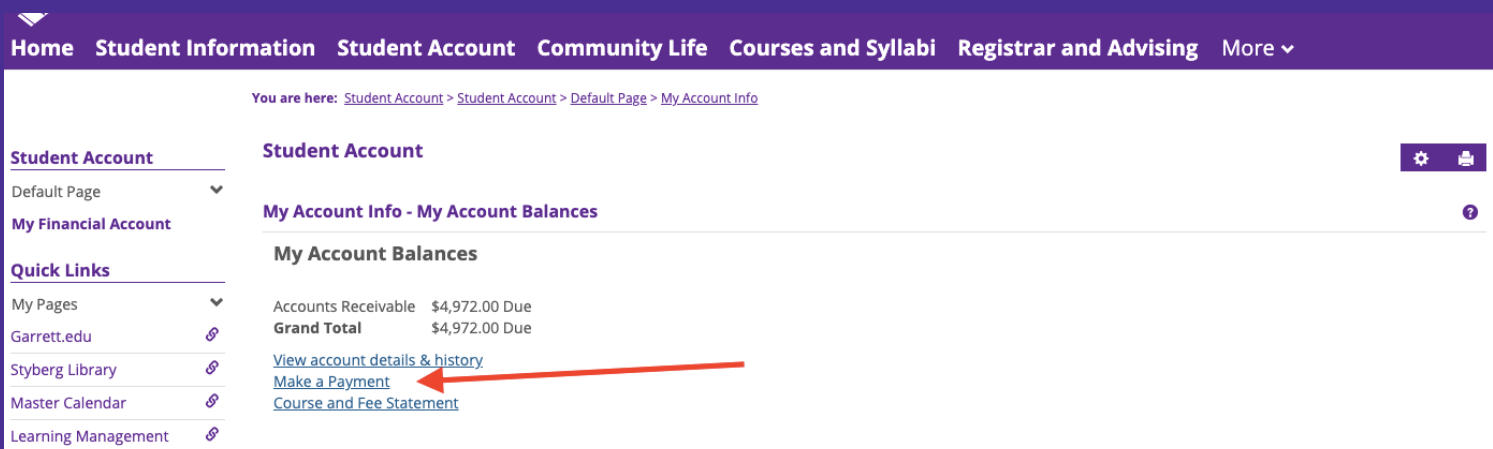 Home Student Information Student Account Community Life Courses and Syllabi Registrar and Advising More
You are here: Student Account > Student Account > Default Page > My Account Info
Student Account
Default Page
My Financial Account
Quick Links
My Pages
Garrett.edu
Styberg Library
Master Calendar
Learning Management
Student Account
My Account Info - My Account Balances
?
My Account Balances
Accounts Receivable $4,972.00 Due
Grand Total $4,972.00 Due
View account details & history
Make a Payment
Course and Fee Statement